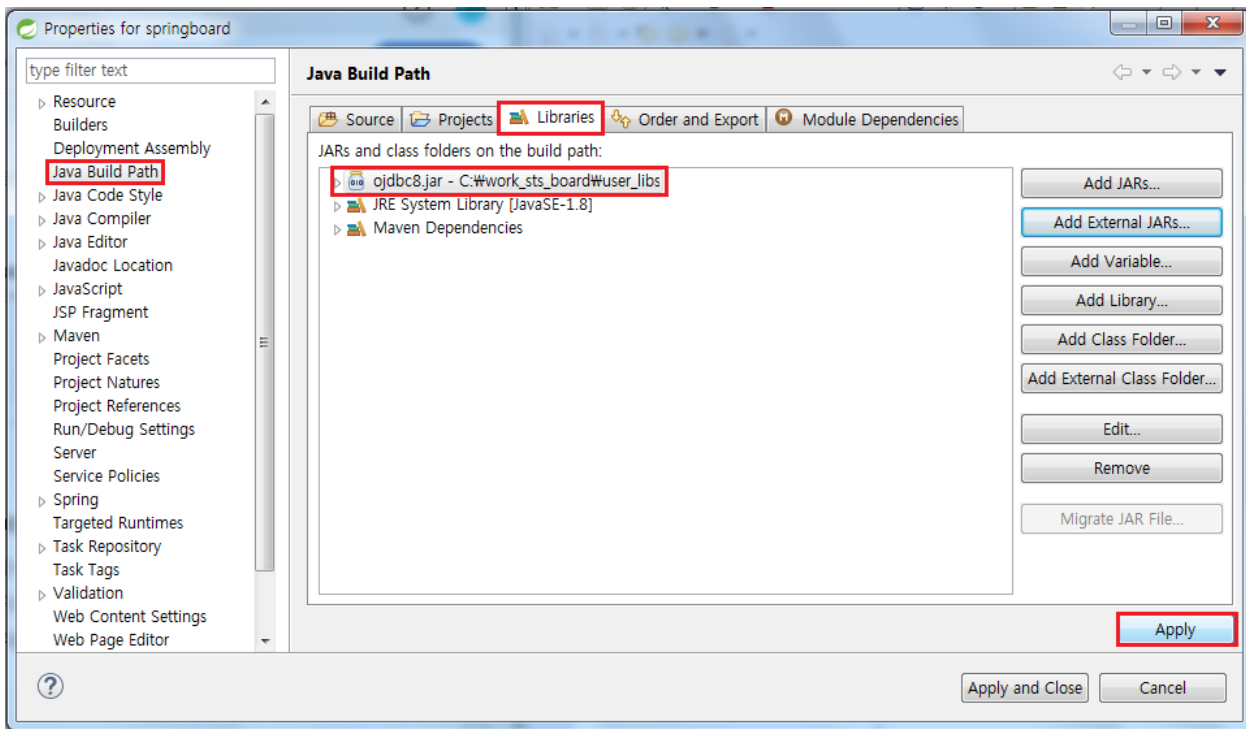 Properties for springboard
type filter text
Resource
Builders
Deployment Assembly
Java Build Path
Java Code Style
Java Compiler
Java Editor
Javadoc Location
JavaScript
JSP Fragment
Maven
Project Facets
Project Natures
Project References
Run/Debug Settings
Server
Service Policies
Spring
Targeted Runtimes
Task Repository
Task Tags
Validation
Web Content Settings
Web Page Editor
Java Build Path
Source Projects Libraries Order and Export Module Dependencies
JARs and class folders on the build path:
ojdbc8.jar - C:₩work_sts_board₩user_libs
JRE System Library [JavaSE-1.8]
Maven Dependencies
Add JARs...
Add External JARs...
Add Variable...
Add Library...
Add Class Folder...
Add External Class Folder...
Edit...
Remove
Migrate JAR File...
Apply
Apply and Close Cancel